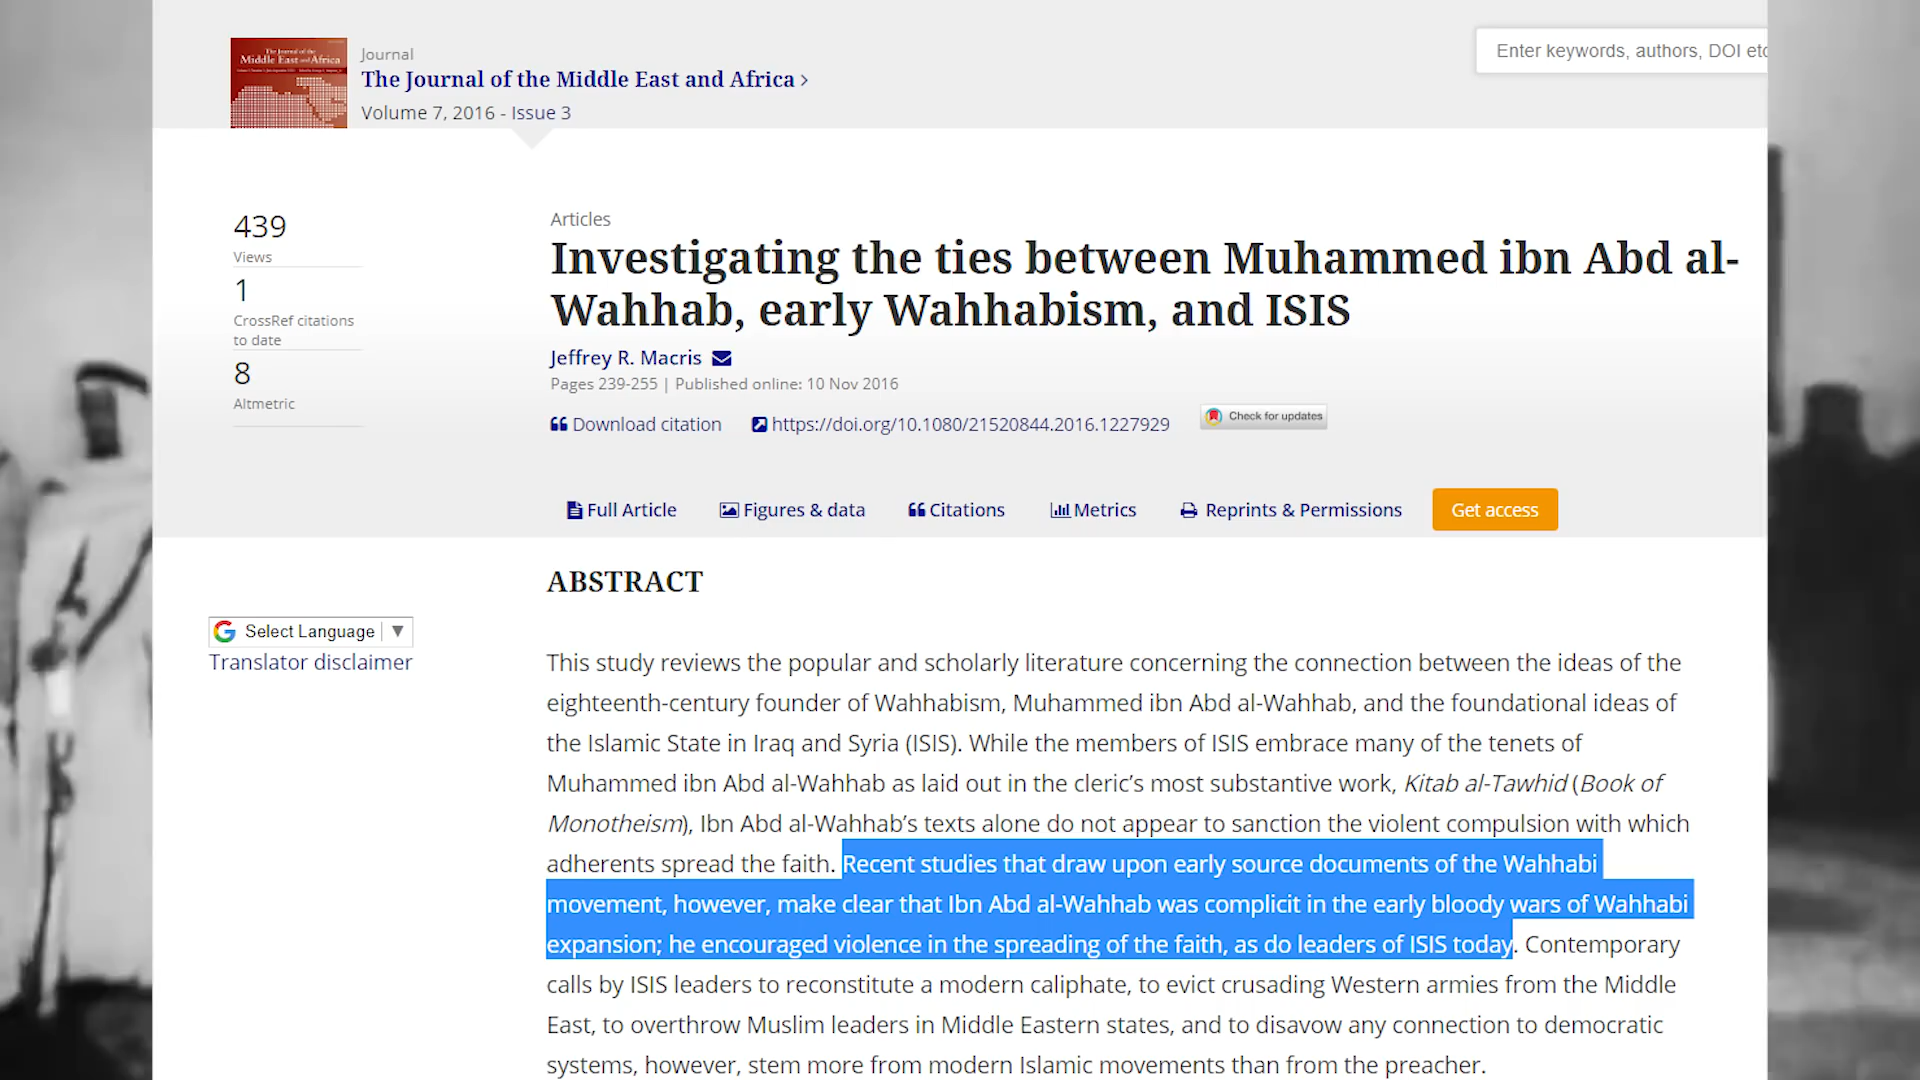 The Journal of the
Middle East and Africa
Journal
The Journal of the Middle East and Africa >
Volume 7, 2016 - Issue 3
Enter keywords, authors, DOI etc
439
Views
1
CrossRef citations
to date
8
Altmetric
Articles
Investigating the ties between Muhammed ibn Abd al-
Wahhab, early Wahhabism, and ISIS
Jeffrey R. Macris
Pages 239-255 | Published online: 10 Nov 2016
Download citation https://doi.org/10.1080/21520844.2016.1227929 Check for updates
Full Article Figures & data Citations Metrics Reprints & Permissions Get access
Select Language ▼
Translator disclaimer
ABSTRACT
This study reviews the popular and scholarly literature concerning the connection between the ideas of the
eighteenth-century founder of Wahhabism, Muhammed ibn Abd al-Wahhab, and the foundational ideas of
the Islamic State in Iraq and Syria (ISIS). While the members of ISIS embrace many of the tenets of
Muhammed ibn Abd al-Wahhab as laid out in the cleric’s most substantive work, Kitab al-Tawhid (Book of
Monotheism), Ibn Abd al-Wahhab’s texts alone do not appear to sanction the violent compulsion with which
adherents spread the faith. Recent studies that draw upon early source documents of the Wahhabi
movement, however, make clear that Ibn Abd al-Wahhab was complicit in the early bloody wars of Wahhabi
expansion; he encouraged violence in the spreading of the faith, as do leaders of ISIS today. Contemporary
calls by ISIS leaders to reconstitute a modern caliphate, to evict crusading Western armies from the Middle
East, to overthrow Muslim leaders in Middle Eastern states, and to disavow any connection to democratic
systems, however, stem more from modern Islamic movements than from the preacher.